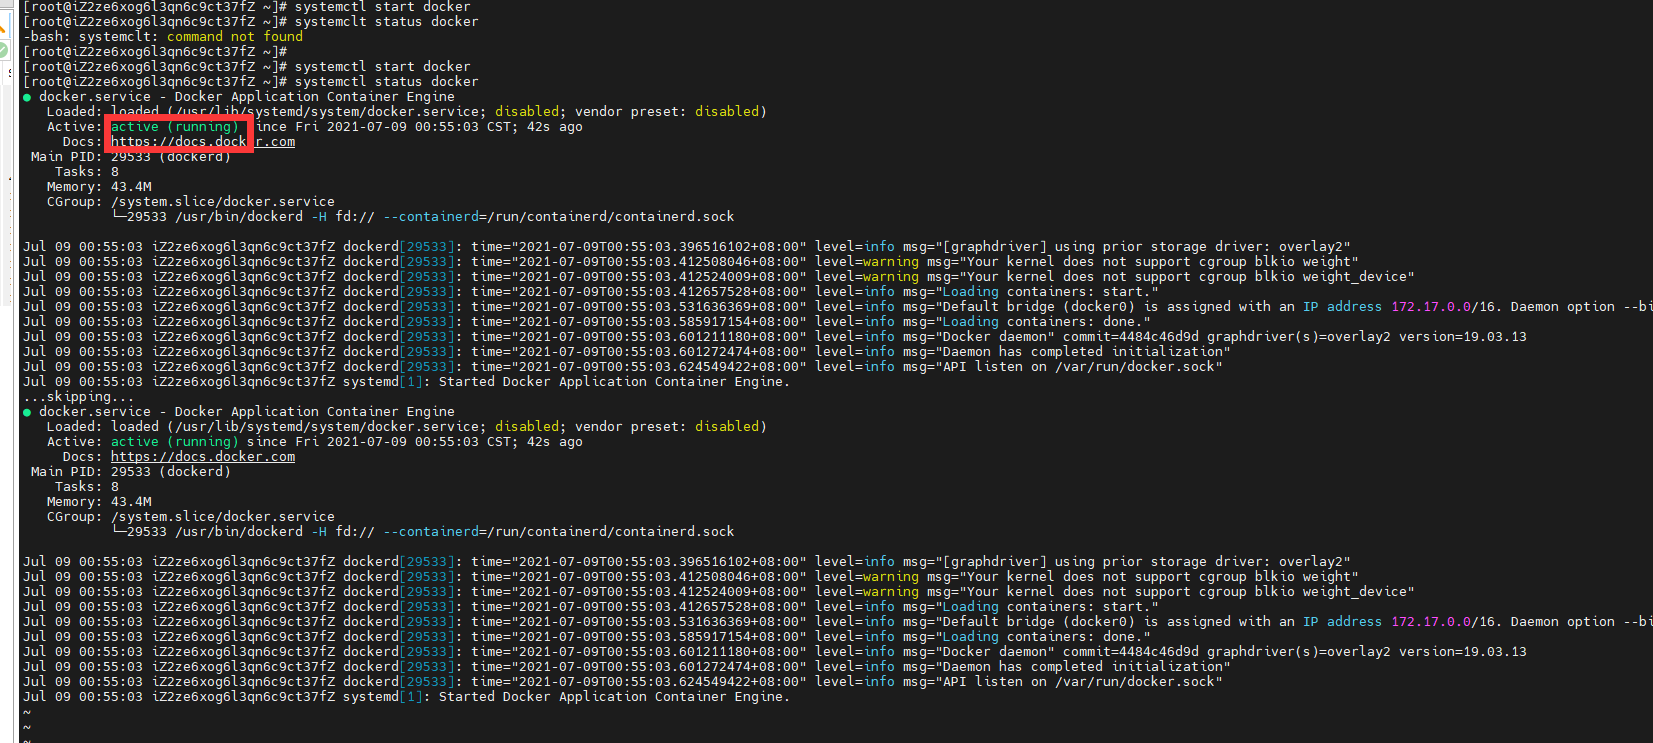 [root@iZ2ze6xog6l3qn6c9ct37fZ ~]# systemctl start docker
[root@iZ2ze6xog6l3qn6c9ct37fZ ~]# systemclt status docker
-bash: systemclt: command not found
[root@iZ2ze6xog6l3qn6c9ct37fZ ~]#
[root@iZ2ze6xog6l3qn6c9ct37fZ ~]# systemctl start docker
[root@iZ2ze6xog6l3qn6c9ct37fZ ~]# systemctl status docker
● docker.service - Docker Application Container Engine
Loaded: loaded (/usr/lib/systemd/system/docker.service; disabled; vendor preset: disabled)
Active: active (running) since Fri 2021-07-09 00:55:03 CST; 42s ago
Docs: https://docs.docker.com
Main PID: 29533 (dockerd)
Tasks: 8
Memory: 43.4M
CGroup: /system.slice/docker.service
└─29533 /usr/bin/dockerd -H fd:// --containerd=/run/containerd/containerd.sock
Jul 09 00:55:03 iZ2ze6xog6l3qn6c9ct37fZ dockerd[29533]: time="2021-07-09T00:55:03.396516102+08:00" level=info msg="[graphdriver] using prior storage driver: overlay2"
Jul 09 00:55:03 iZ2ze6xog6l3qn6c9ct37fZ dockerd[29533]: time="2021-07-09T00:55:03.412508046+08:00" level=warning msg="Your kernel does not support cgroup blkio weight"
Jul 09 00:55:03 iZ2ze6xog6l3qn6c9ct37fZ dockerd[29533]: time="2021-07-09T00:55:03.412524009+08:00" level=warning msg="Your kernel does not support cgroup blkio weight_device"
Jul 09 00:55:03 iZ2ze6xog6l3qn6c9ct37fZ dockerd[29533]: time="2021-07-09T00:55:03.412657528+08:00" level=info msg="Loading containers: start."
Jul 09 00:55:03 iZ2ze6xog6l3qn6c9ct37fZ dockerd[29533]: time="2021-07-09T00:55:03.531636369+08:00" level=info msg="Default bridge (docker0) is assigned with an IP address 172.17.0.0/16. Daemon option --bi
Jul 09 00:55:03 iZ2ze6xog6l3qn6c9ct37fZ dockerd[29533]: time="2021-07-09T00:55:03.585917154+08:00" level=info msg="Loading containers: done."
Jul 09 00:55:03 iZ2ze6xog6l3qn6c9ct37fZ dockerd[29533]: time="2021-07-09T00:55:03.601211180+08:00" level=info msg="Docker daemon" commit=4484c46d9d graphdriver(s)=overlay2 version=19.03.13
Jul 09 00:55:03 iZ2ze6xog6l3qn6c9ct37fZ dockerd[29533]: time="2021-07-09T00:55:03.601272474+08:00" level=info msg="Daemon has completed initialization"
Jul 09 00:55:03 iZ2ze6xog6l3qn6c9ct37fZ dockerd[29533]: time="2021-07-09T00:55:03.624549422+08:00" level=info msg="API listen on /var/run/docker.sock"
Jul 09 00:55:03 iZ2ze6xog6l3qn6c9ct37fZ systemd[1]: Started Docker Application Container Engine.
...skipping...
● docker.service - Docker Application Container Engine
Loaded: loaded (/usr/lib/systemd/system/docker.service; disabled; vendor preset: disabled)
Active: active (running) since Fri 2021-07-09 00:55:03 CST; 42s ago
Docs: https://docs.docker.com
Main PID: 29533 (dockerd)
Tasks: 8
Memory: 43.4M
CGroup: /system.slice/docker.service
└─29533 /usr/bin/dockerd -H fd:// --containerd=/run/containerd/containerd.sock
Jul 09 00:55:03 iZ2ze6xog6l3qn6c9ct37fZ dockerd[29533]: time="2021-07-09T00:55:03.396516102+08:00" level=info msg="[graphdriver] using prior storage driver: overlay2"
Jul 09 00:55:03 iZ2ze6xog6l3qn6c9ct37fZ dockerd[29533]: time="2021-07-09T00:55:03.412508046+08:00" level=warning msg="Your kernel does not support cgroup blkio weight"
Jul 09 00:55:03 iZ2ze6xog6l3qn6c9ct37fZ dockerd[29533]: time="2021-07-09T00:55:03.412524009+08:00" level=warning msg="Your kernel does not support cgroup blkio weight_device"
Jul 09 00:55:03 iZ2ze6xog6l3qn6c9ct37fZ dockerd[29533]: time="2021-07-09T00:55:03.412657528+08:00" level=info msg="Loading containers: start."
Jul 09 00:55:03 iZ2ze6xog6l3qn6c9ct37fZ dockerd[29533]: time="2021-07-09T00:55:03.531636369+08:00" level=info msg="Default bridge (docker0) is assigned with an IP address 172.17.0.0/16. Daemon option --bi
Jul 09 00:55:03 iZ2ze6xog6l3qn6c9ct37fZ dockerd[29533]: time="2021-07-09T00:55:03.585917154+08:00" level=info msg="Loading containers: done."
Jul 09 00:55:03 iZ2ze6xog6l3qn6c9ct37fZ dockerd[29533]: time="2021-07-09T00:55:03.601211180+08:00" level=info msg="Docker daemon" commit=4484c46d9d graphdriver(s)=overlay2 version=19.03.13
Jul 09 00:55:03 iZ2ze6xog6l3qn6c9ct37fZ dockerd[29533]: time="2021-07-09T00:55:03.601272474+08:00" level=info msg="Daemon has completed initialization"
Jul 09 00:55:03 iZ2ze6xog6l3qn6c9ct37fZ dockerd[29533]: time="2021-07-09T00:55:03.624549422+08:00" level=info msg="API listen on /var/run/docker.sock"
Jul 09 00:55:03 iZ2ze6xog6l3qn6c9ct37fZ systemd[1]: Started Docker Application Container Engine.
~
~
~